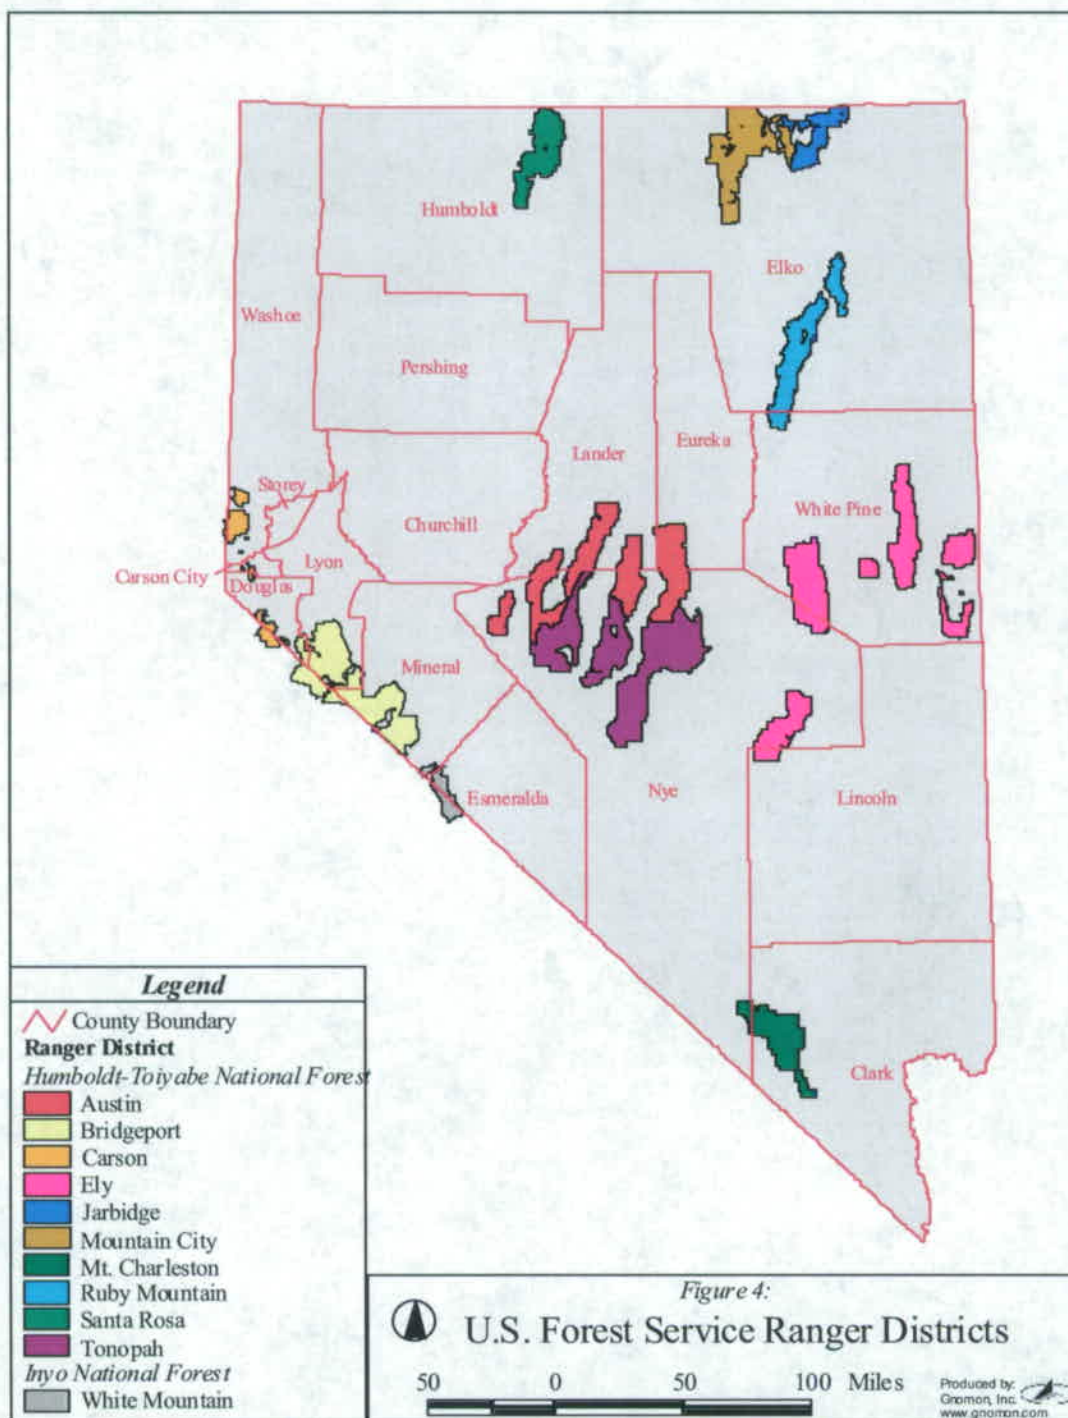 Humboldt
Elko
Washoe
Pershing
Lander
Eureka
Storey
White Pine
Churchill
Carson City
Lyon
Douglas
Mineral
Esmeralda
Nye
Lincoln
Clark
Legend
County Boundary
Ranger District
Humboldt-Toiyabe National Forest
Austin
Bridgeport
Carson
Ely
Jarbidge
Mountain City
Mt. Charleston
Ruby Mountain
Santa Rosa
Tonopah
Inyo National Forest
White Mountain
Figure 4:
U.S. Forest Service Ranger Districts
50 0 50 100 Miles
Produced by:
Gnomon, Inc.
www.gnomon.com